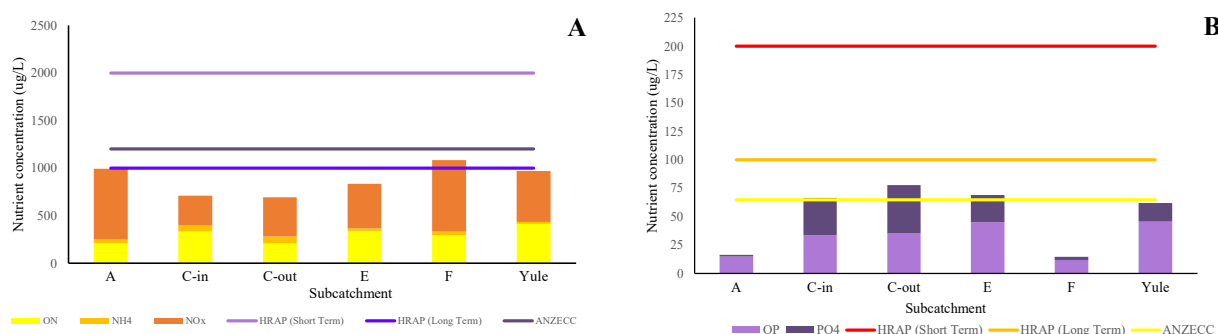 A
Nutrient concentration (ug/L)
2500
2000
1500
1000
500
0
A C-in C-out E F Yule
Subcatchment
ON NH4 NOx HRAP (Short Term) HRAP (Long Term) ANZECC
B
Nutrient concentration (ug/L)
225
200
175
150
125
100
75
50
25
0
A C-in C-out E F Yule
Subcatchment
OP PO4 HRAP (Short Term) HRAP (Long Term) ANZECC